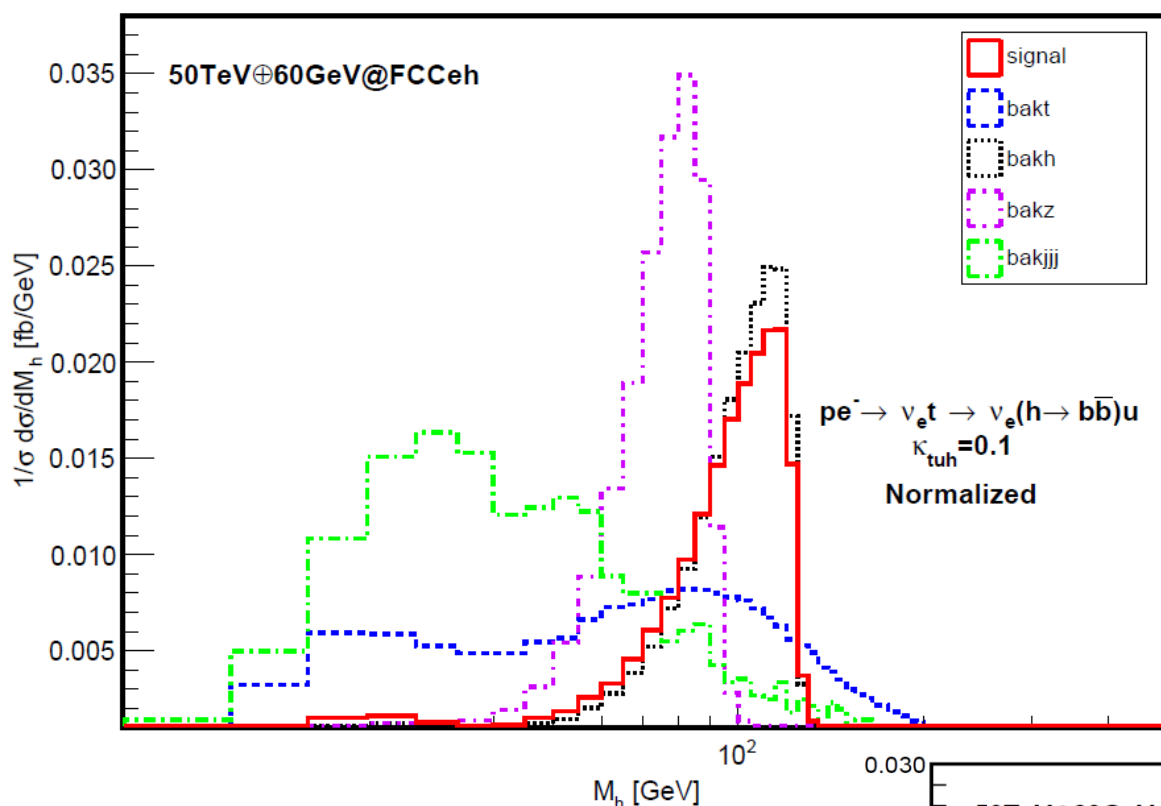 50TeV⊕60GeV@FCCeh
signal
bakt
bakh
bakz
bakjjj
0.035
0.030
0.025
0.020
0.015
0.010
0.005
1/σ dσ/dM_h [fb/GeV]
pe⁻→ ν_e t → ν_e(h→ bb̅)u
κ_tuh=0.1
Normalized
10²
M_h [GeV]
0.030